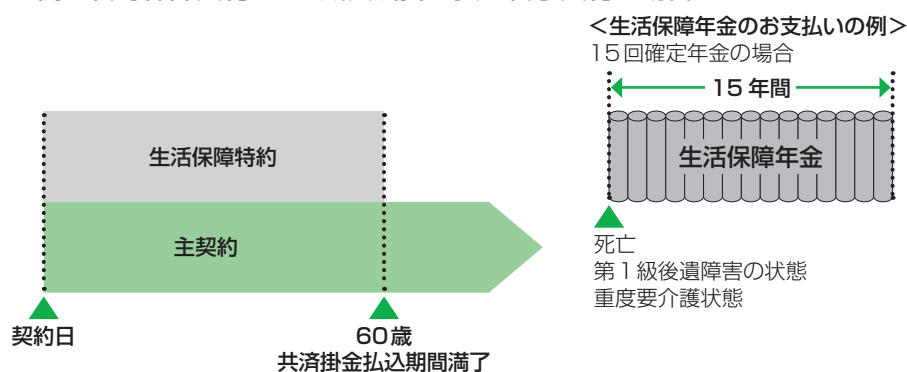 <生活保障年金のお支払いの例>
15回確定年金の場合
15年間
生活保障年金
死亡
第1級後遺障害の状態
重度要介護状態
生活保障特約
主契約
契約日
60歳
共済掛金払込期間満了